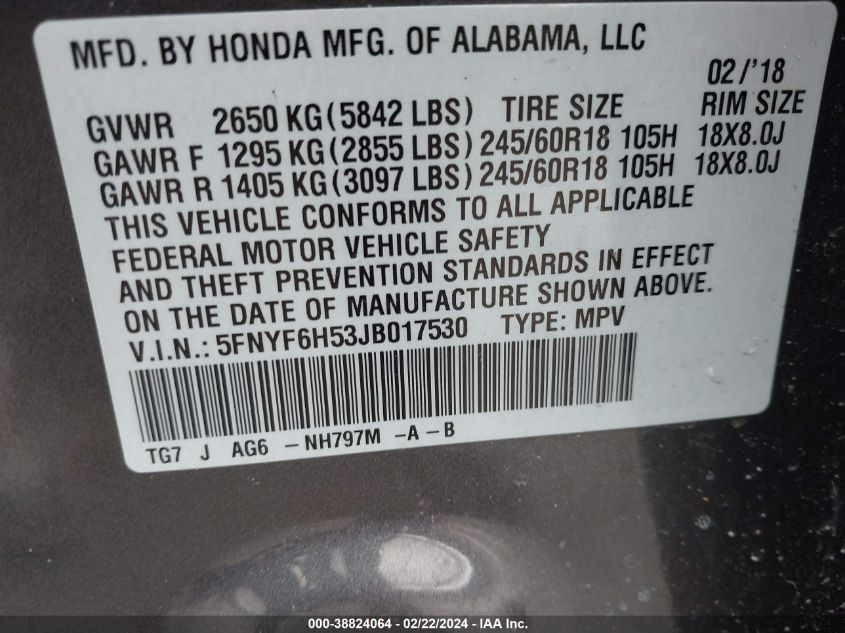 MFD. BY HONDA MFG. OF ALABAMA, LLC
02/'18
GVWR 2650 KG (5842 LBS) TIRE SIZE RIM SIZE
GAWR F 1295 KG (2855 LBS) 245/60R18 105H 18X8.0J
GAWR R 1405 KG (3097 LBS) 245/60R18 105H 18X8.0J
THIS VEHICLE CONFORMS TO ALL APPLICABLE
FEDERAL MOTOR VEHICLE SAFETY
AND THEFT PREVENTION STANDARDS IN EFFECT
ON THE DATE OF MANUFACTURE SHOWN ABOVE.
V.I.N.: 5FNYF6H53JB017530 TYPE: MPV
TG7 J AG6 - NH797M - A - B
000-38824064 - 02/22/2024 - IAA Inc.